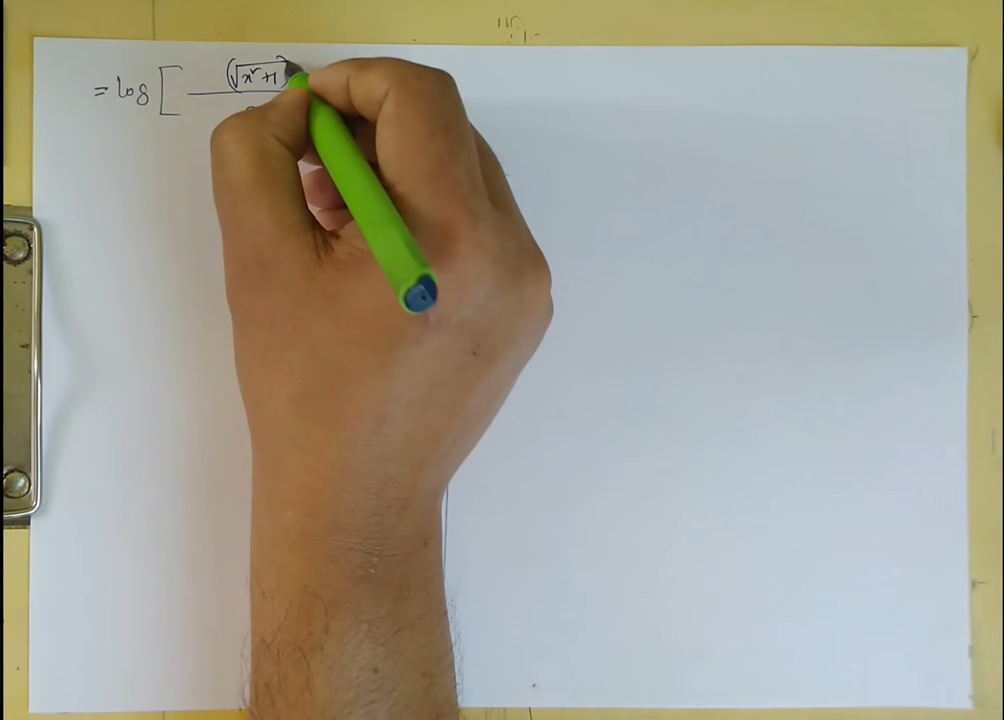 = log [ (√x²+1)